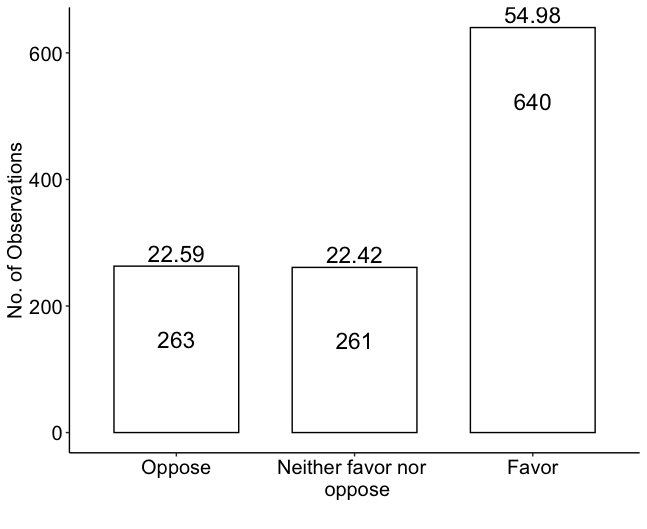 54.98
600
640
No. of Observations
400
22.59
22.42
200
263
261
0
Oppose
Neither favor nor
oppose
Favor